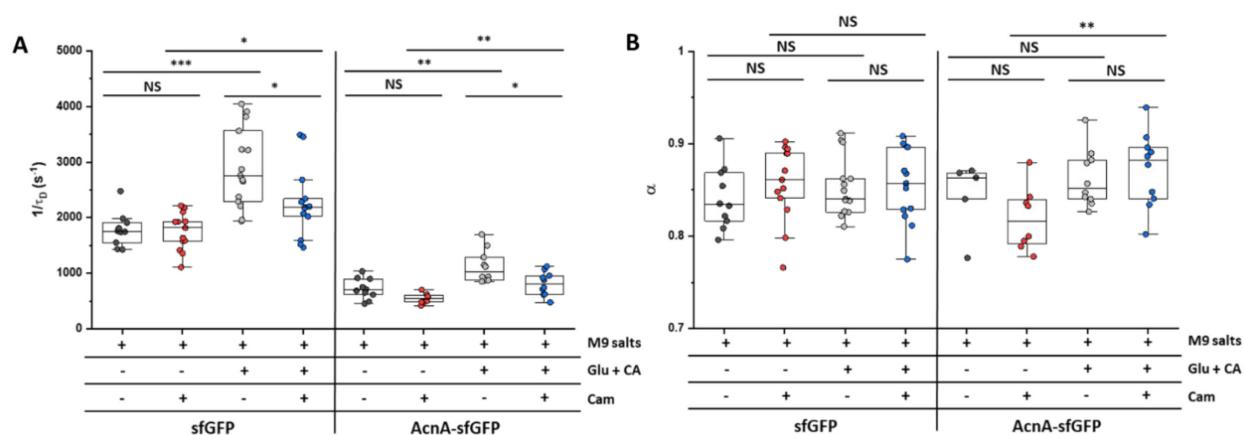 A
*
**
***
**
NS
*
NS
*
5000
4000
3000
2000
1000
0
1/τD (s-1)
+ + + + + + + + M9 salts
- - + + - - + + Glu + CA
- + - + - + - + Cam
sfGFP AcnA-sfGFP
B
NS
**
NS
NS
NS
NS
NS
NS
1
0.9
0.8
0.7
α
+ + + + + + + + M9 salts
- - + + - - + + Glu + CA
- + - + - + - + Cam
sfGFP AcnA-sfGFP